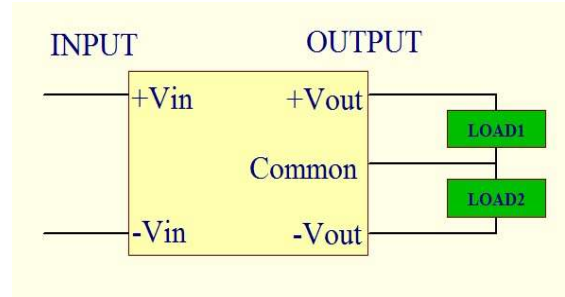 INPUT
OUTPUT
+Vin
+Vout
LOAD1
Common
LOAD2
-Vin
-Vout